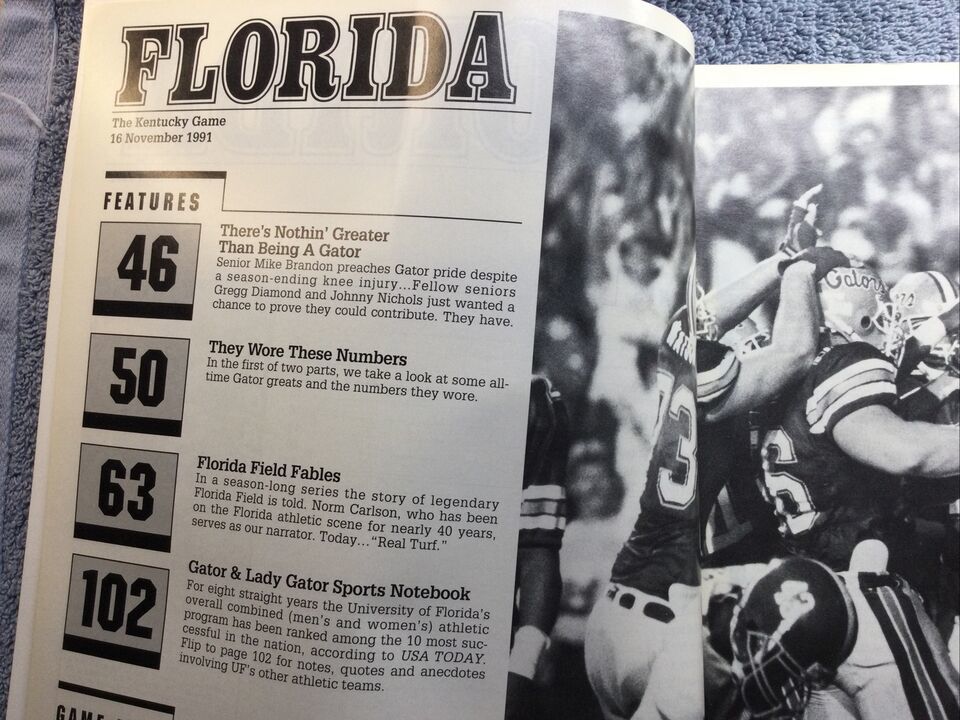 FLORIDA
The Kentucky Game
16 November 1991
FEATURES
46
There's Nothin' Greater
Than Being A Gator
Senior Mike Brandon preaches Gator pride despite
a season-ending knee injury...Fellow seniors
Gregg Diamond and Johnny Nichols just wanted a
chance to prove they could contribute. They have.
50
They Wore These Numbers
In the first of two parts, we take a look at some all-
time Gator greats and the numbers they wore.
63
Florida Field Fables
In a season-long series the story of legendary
Florida Field is told. Norm Carlson, who has been
on the Florida athletic scene for nearly 40 years,
serves as our narrator. Today..."Real Turf."
102
Gator & Lady Gator Sports Notebook
For eight straight years the University of Florida's
overall combined (men's and women's) athletic
program has been ranked among the 10 most suc-
cessful in the nation, according to USA TODAY.
Flip to page 102 for notes, quotes and anecdotes
involving UF's other athletic teams.
Gators
72
73
6